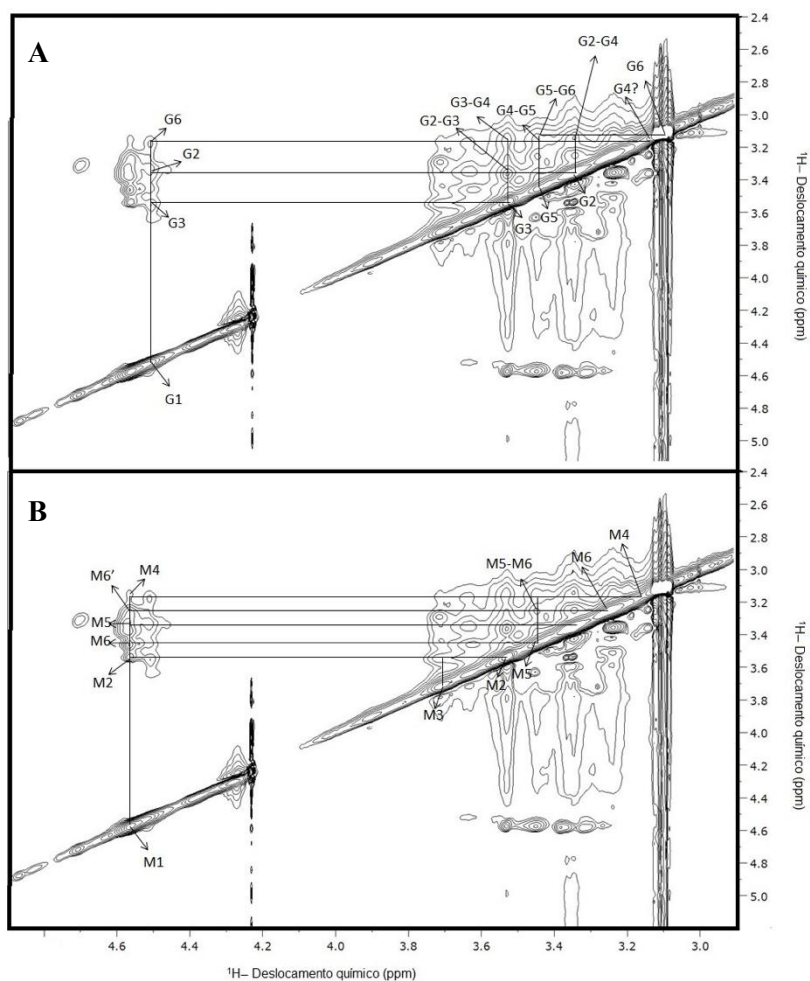 A
G6
G2
G3
G1
G2-G3
G3-G4
G4-G5
G5-G6
G2-G4
G4?
G6
G3
G5
G2
2.4
2.6
2.8
3.0
3.2
3.4
3.6
3.8
4.0
4.2
4.4
4.6
4.8
5.0
¹H– Deslocamento químico (ppm)
B
M6'
M4
M5
M6
M2
M1
M5-M6
M6
M4
M3
M2
M5
2.4
2.6
2.8
3.0
3.2
3.4
3.6
3.8
4.0
4.2
4.4
4.6
4.8
5.0
¹H– Deslocamento químico (ppm)
4.6
4.4
4.2
4.0
3.8
3.6
3.4
3.2
3.0
¹H– Deslocamento químico (ppm)